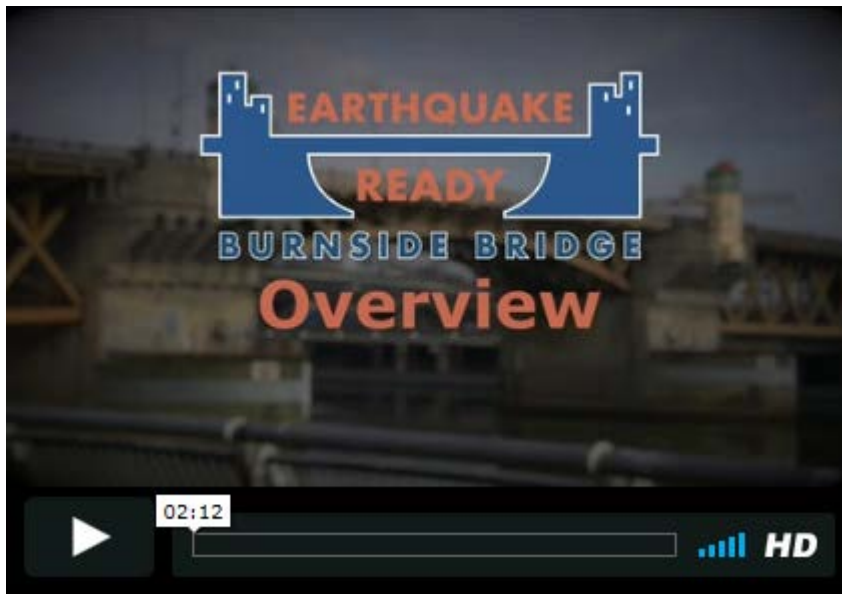 EARTHQUAKE
READY
BURNSIDE BRIDGE
Overview
02:12
HD